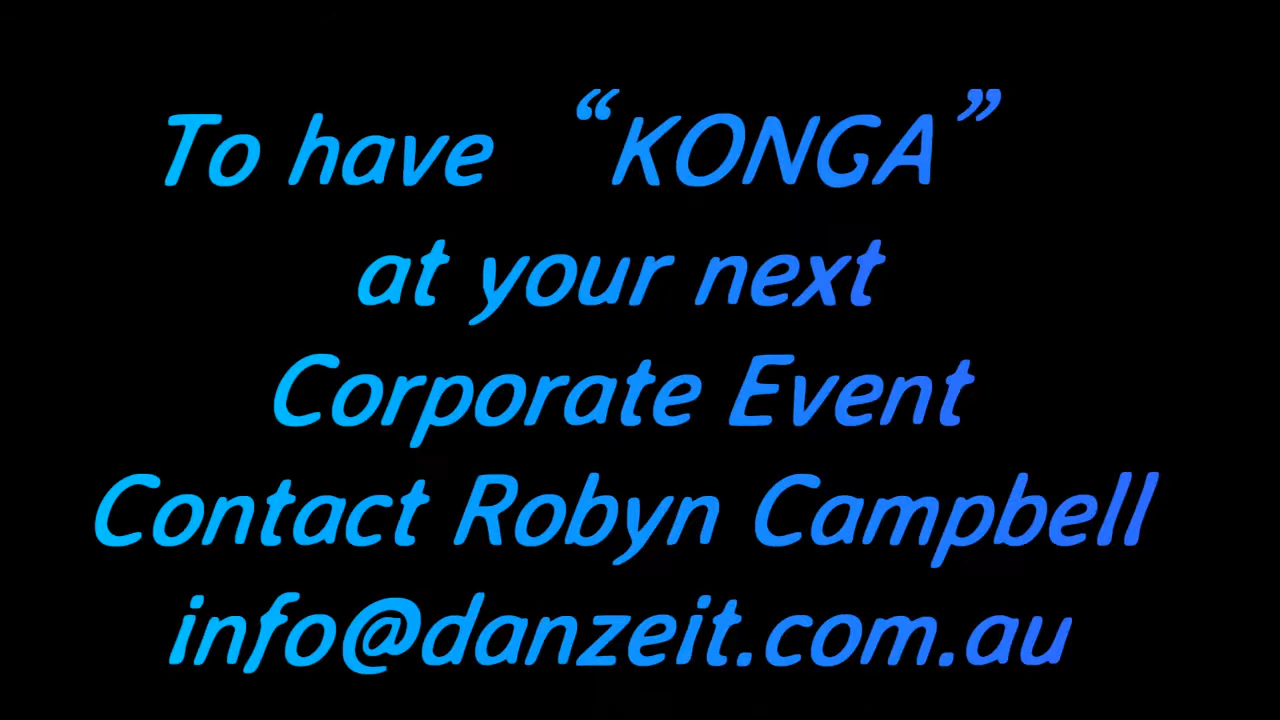 To have “KONGA”
at your next
Corporate Event
Contact Robyn Campbell
info@danzeit.com.au